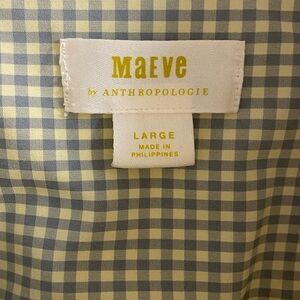 MaEve
by ANTHROPOLOGIE
LARGE
MADE IN
PHILIPPINES